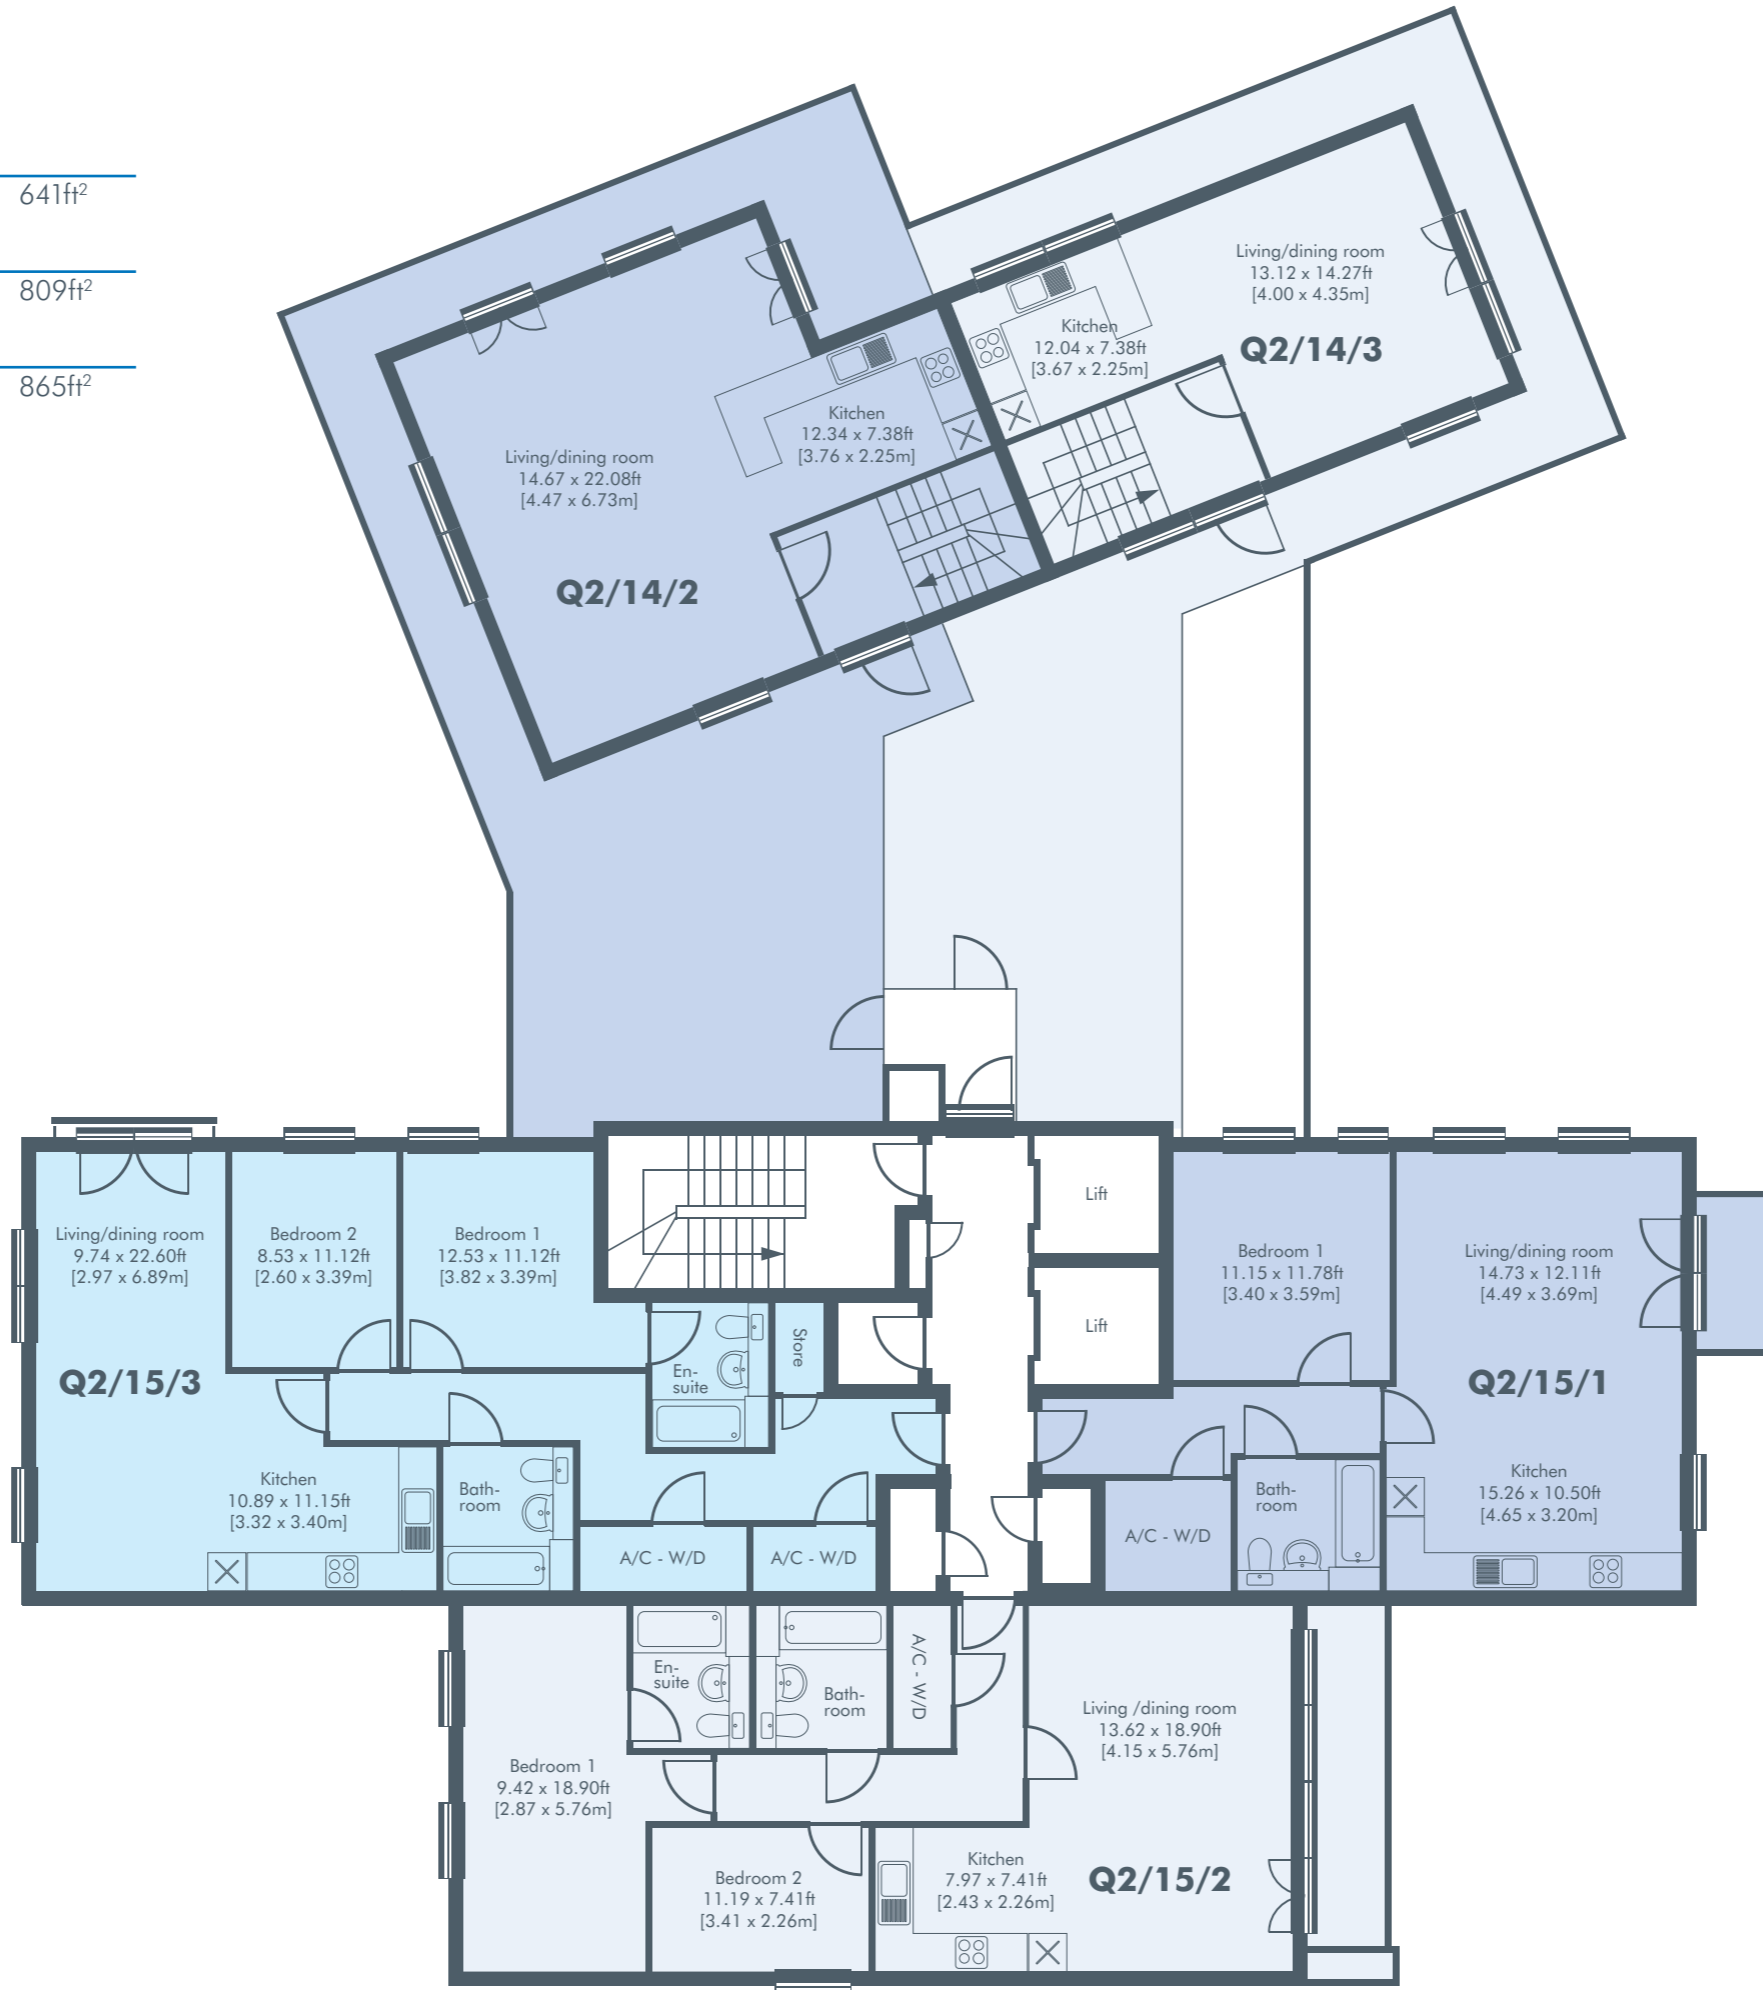 641ft²
809ft²
865ft²
Living/dining room
13.12 x 14.27ft
[4.00 x 4.35m]
Kitchen
12.04 x 7.38ft
[3.67 x 2.25m]
Q2/14/3
Kitchen
12.34 x 7.38ft
[3.76 x 2.25m]
Living/dining room
14.67 x 22.08ft
[4.47 x 6.73m]
Q2/14/2
Living/dining room
9.74 x 22.60ft
[2.97 x 6.89m]
Bedroom 2
8.53 x 11.12ft
[2.60 x 3.39m]
Bedroom 1
12.53 x 11.12ft
[3.82 x 3.39m]
Lift
Lift
Bedroom 1
11.15 x 11.78ft
[3.40 x 3.59m]
Living/dining room
14.73 x 12.11ft
[4.49 x 3.69m]
Q2/15/3
En-
suite
Store
Q2/15/1
Kitchen
10.89 x 11.15ft
[3.32 x 3.40m]
Bath-
room
A/C - W/D
A/C - W/D
A/C - W/D
Bath-
room
Kitchen
15.26 x 10.50ft
[4.65 x 3.20m]
En-
suite
Bath-
room
A/C - W/D
Living /dining room
13.62 x 18.90ft
[4.15 x 5.76m]
Bedroom 1
9.42 x 18.90ft
[2.87 x 5.76m]
Bedroom 2
11.19 x 7.41ft
[3.41 x 2.26m]
Kitchen
7.97 x 7.41ft
[2.43 x 2.26m]
Q2/15/2